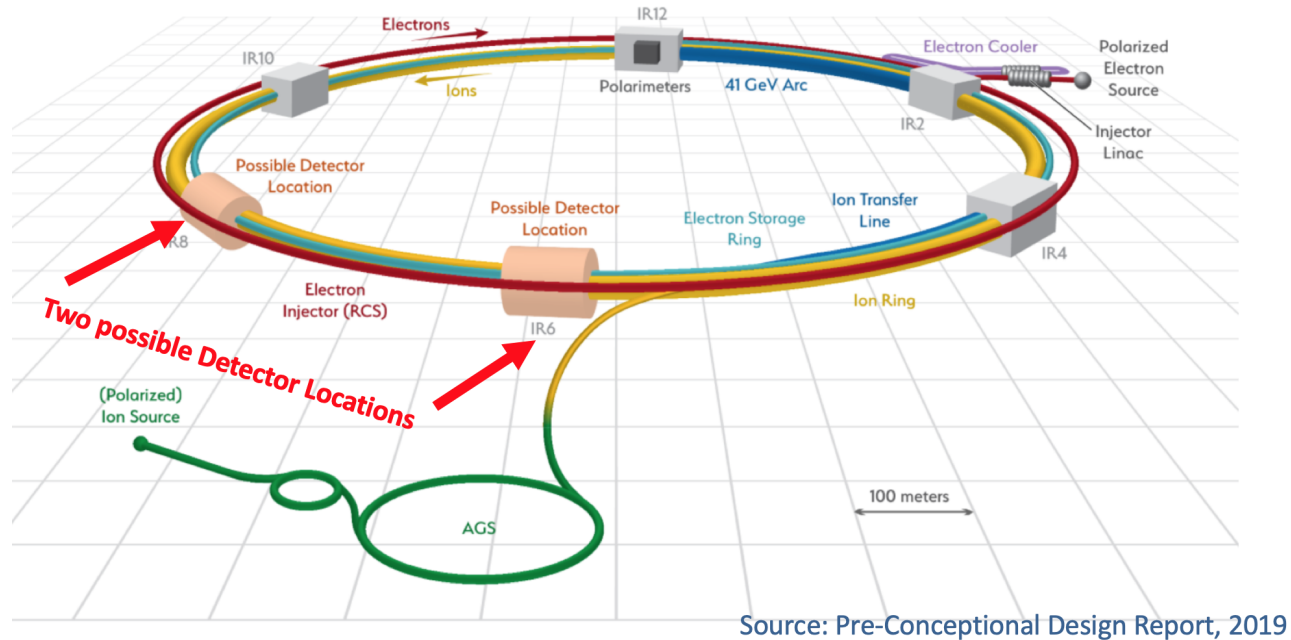 IR12
Electrons
Electron Cooler
Polarized
Electron
Source
IR10
Polarimeters
41 GeV Arc
Ions
IR2
Injector
Linac
Possible Detector
Location
Possible Detector
Location
Electron Storage
Ring
Ion Transfer
Line
R8
IR4
Electron
Injector (RCS)
Ion Ring
IR6
Two possible Detector Locations
(Polarized)
Ion Source
100 meters
AGS
Source: Pre-Conceptual Design Report, 2019